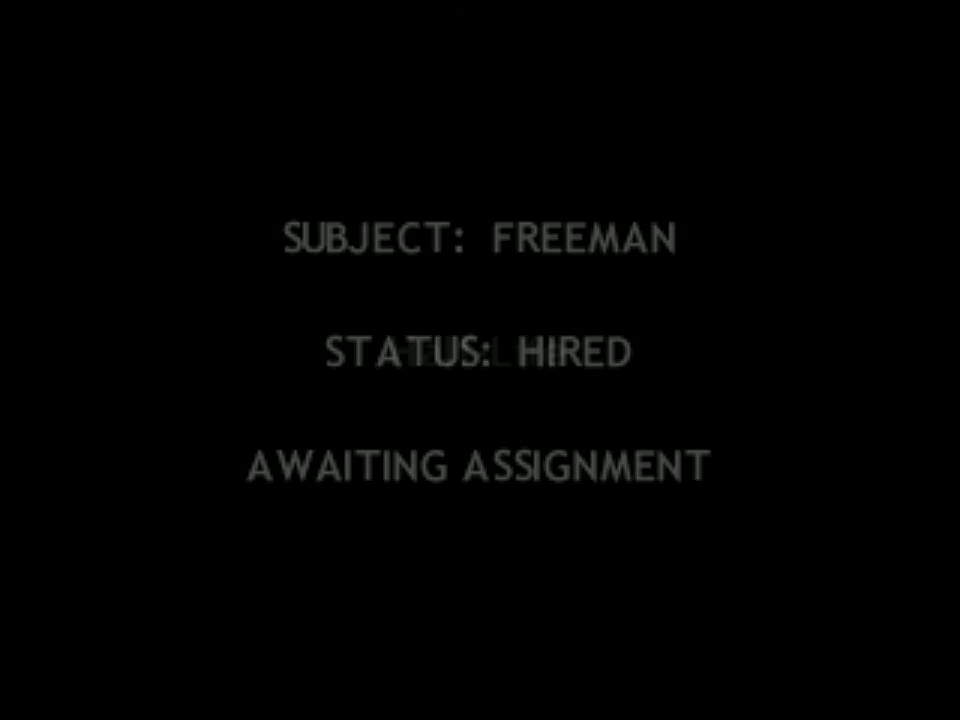 SUBJECT: FREEMAN
STATUS: HIRED
AWAITING ASSIGNMENT